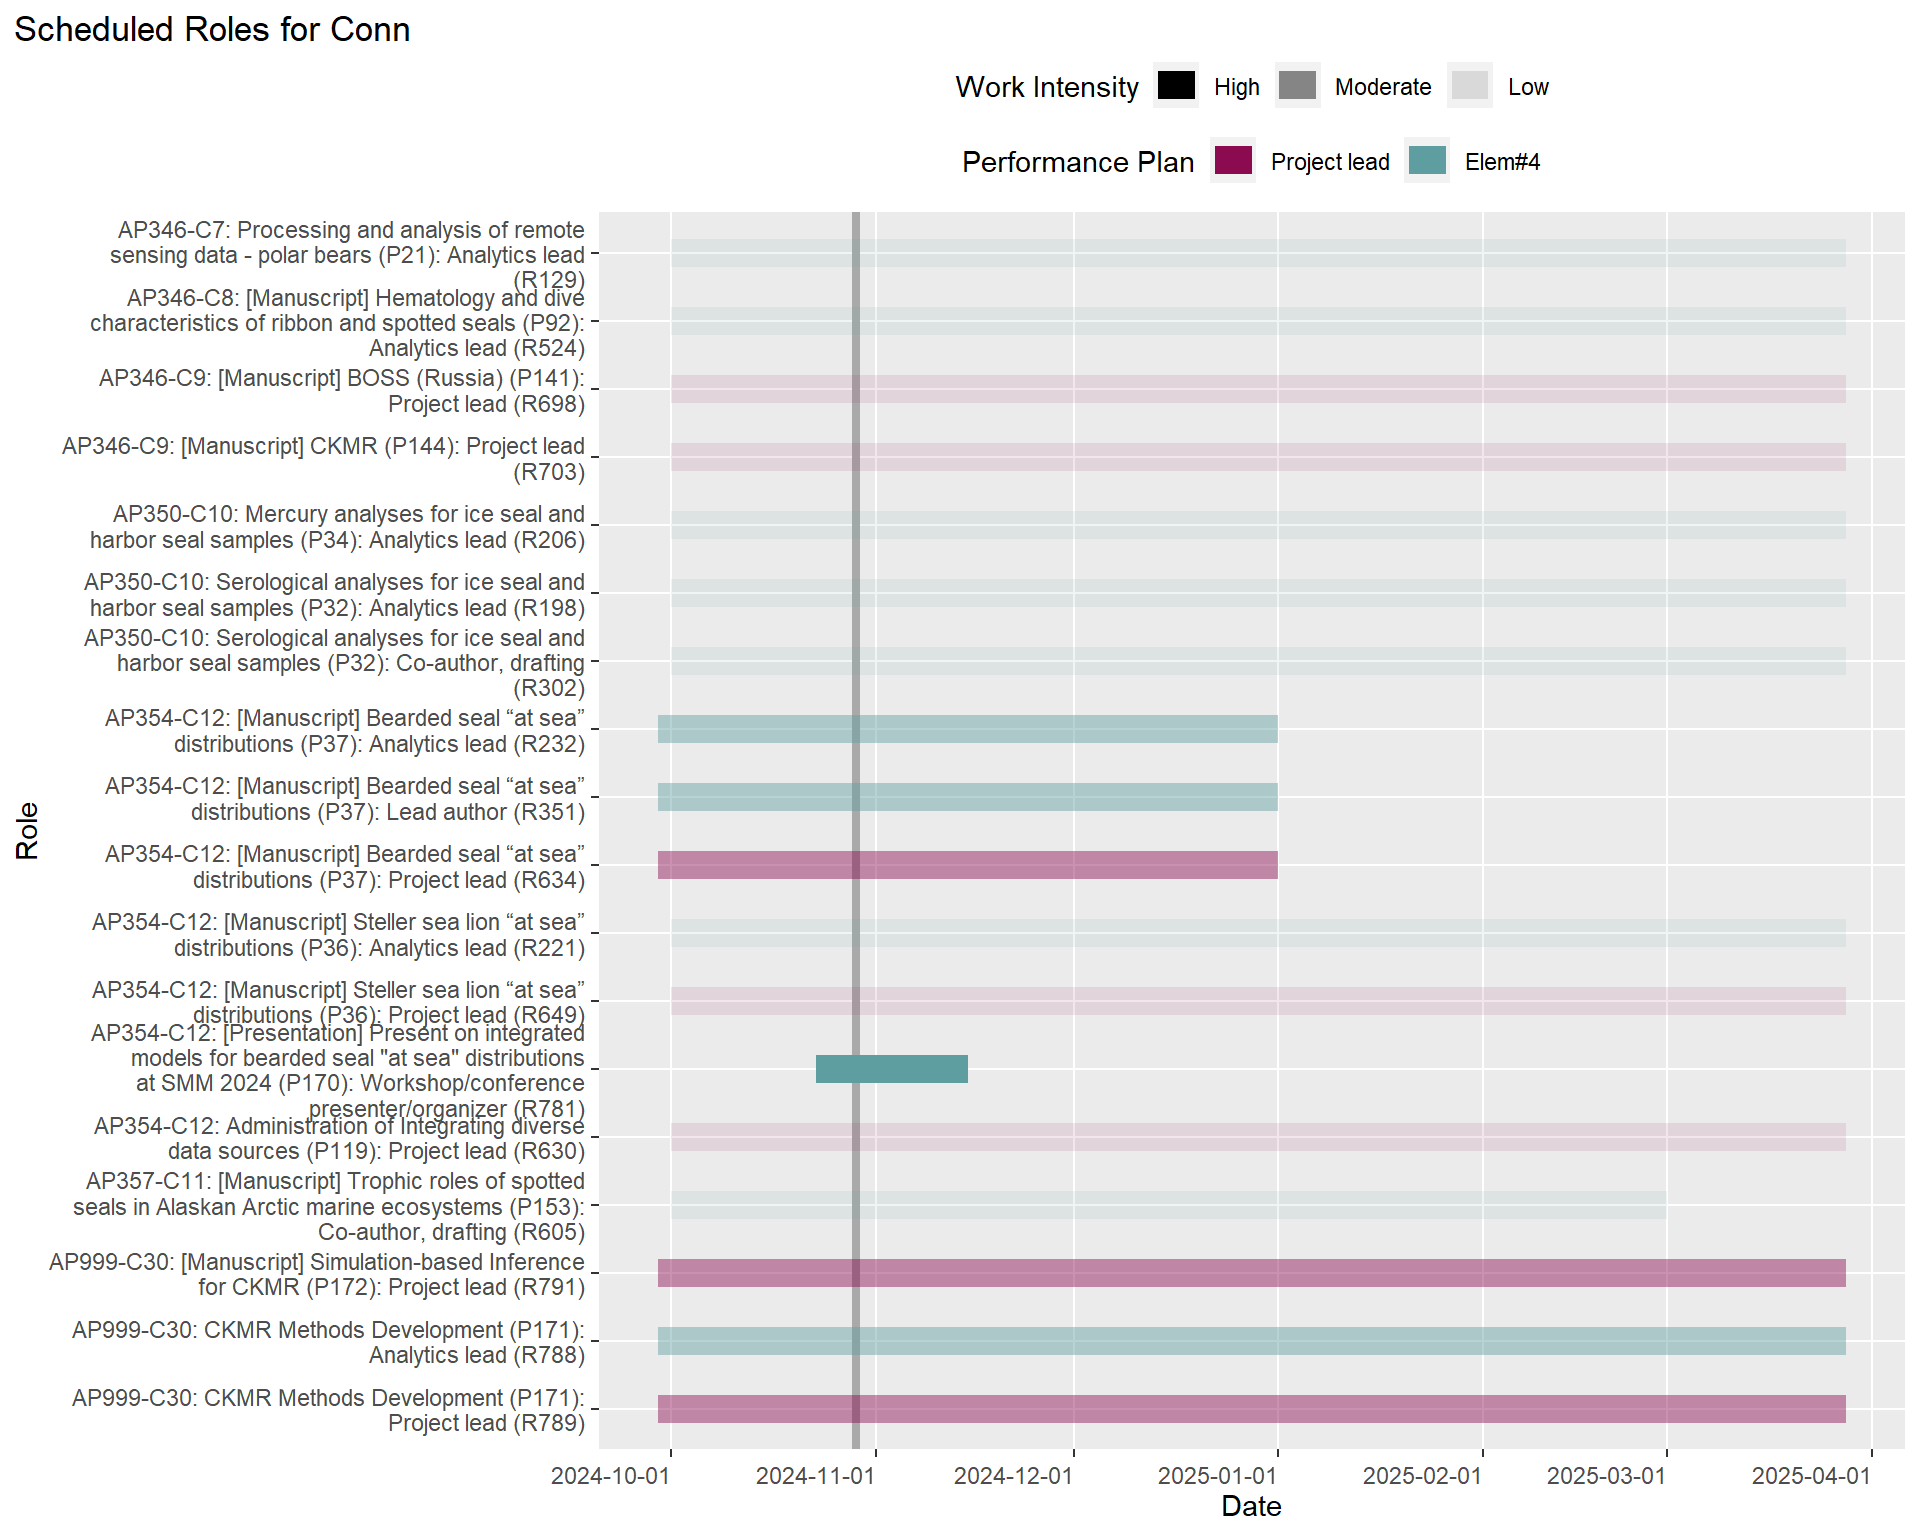 Scheduled Roles for Conn
Work Intensity High Moderate Low
Performance Plan Project lead Elem#4
AP346-C7: Processing and analysis of remote
sensing data - polar bears (P21): Analytics lead
(R129)
AP346-C8: [Manuscript] Hematology and dive
characteristics of ribbon and spotted seals (P92):
Analytics lead (R524)
AP346-C9: [Manuscript] BOSS (Russia) (P141):
Project lead (R698)
AP346-C9: [Manuscript] CKMR (P144): Project lead
(R703)
AP350-C10: Mercury analyses for ice seal and
harbor seal samples (P34): Analytics lead (R206)
AP350-C10: Serological analyses for ice seal and
harbor seal samples (P32): Analytics lead (R198)
AP350-C10: Serological analyses for ice seal and
harbor seal samples (P32): Co-author, drafting
(R302)
AP354-C12: [Manuscript] Bearded seal “at sea”
distributions (P37): Analytics lead (R232)
AP354-C12: [Manuscript] Bearded seal “at sea”
distributions (P37): Lead author (R351)
AP354-C12: [Manuscript] Bearded seal “at sea”
distributions (P37): Project lead (R634)
AP354-C12: [Manuscript] Steller sea lion “at sea”
distributions (P36): Analytics lead (R221)
AP354-C12: [Manuscript] Steller sea lion “at sea”
distributions (P36): Project lead (R649)
AP354-C12: [Presentation] Present on integrated
models for bearded seal "at sea" distributions
at SMM 2024 (P170): Workshop/conference
presenter/organizer (R781)
AP354-C12: Administration of Integrating diverse
data sources (P119): Project lead (R630)
AP357-C11: [Manuscript] Trophic roles of spotted
seals in Alaskan Arctic marine ecosystems (P153):
Co-author, drafting (R605)
AP999-C30: [Manuscript] Simulation-based Inference
for CKMR (P172): Project lead (R791)
AP999-C30: CKMR Methods Development (P171):
Analytics lead (R788)
AP999-C30: CKMR Methods Development (P171):
Project lead (R789)
Role
2024-10-01 2024-11-01 2024-12-01 2025-01-01 2025-02-01 2025-03-01 2025-04-01
Date